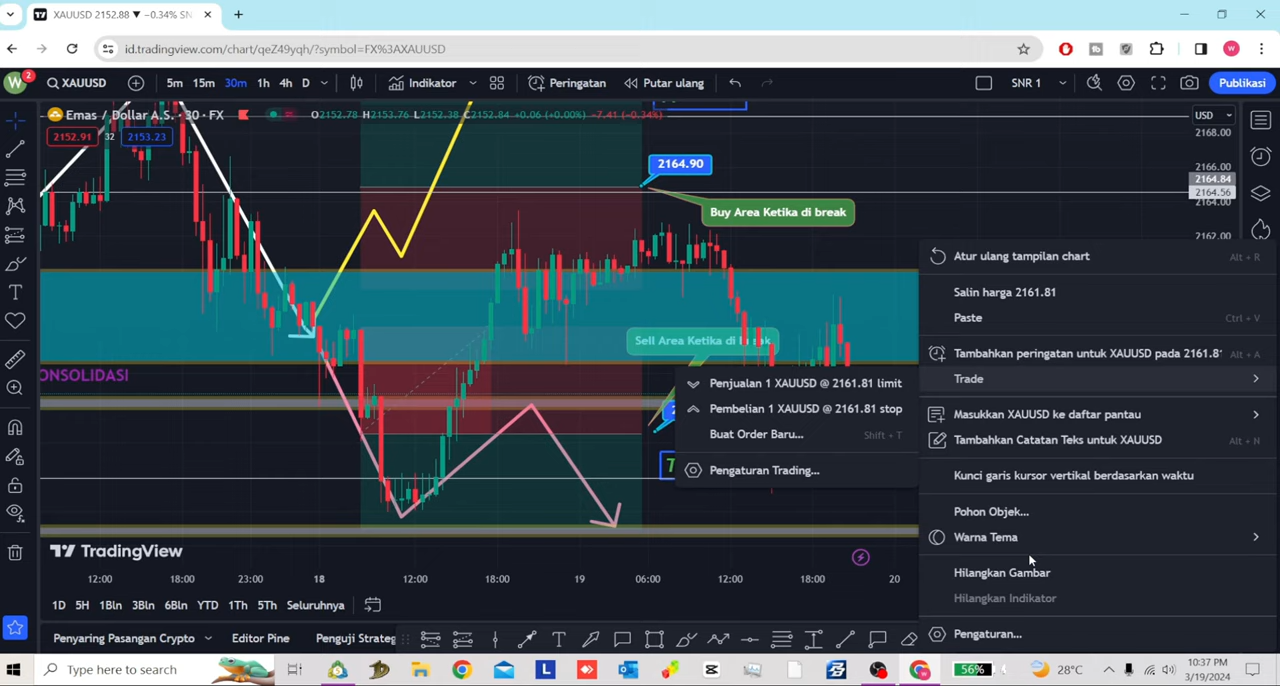 XAUUSD 2152.88 ▼ −0.34% SN
id.tradingview.com/chart/qeZ49yqh/?symbol=FX%3AXAUUSD
W
W 2
XAUUSD
5m 15m 30m 1h 4h D
Indikator
Peringatan
Putar ulang
SNR 1
Publikasi
Emas / Dollar A.S. · 30 · FX
O2152.78 H2153.76 L2152.38 C2152.84 +0.06 (+0.00%) −7.41 (−0.34%)
USD
2152.91 32 2153.23
2168.00
2164.90
2166.00
2164.84
2164.56
2164.00
Buy Area Ketika di break
2162.00
Atur ulang tampilan chart Alt + R
Salin harga 2161.81
Paste Ctrl + V
Sell Area Ketika di break
Tambahkan peringatan untuk XAUUSD pada 2161.8 Alt + A
ONSOLIDASI
Trade
Penjualan 1 XAUUSD @ 2161.81 limit
Pembelian 1 XAUUSD @ 2161.81 stop
Masukkan XAUUSD ke daftar pantau
Buat Order Baru... Shift + T
Tambahkan Catatan Teks untuk XAUUSD Alt + N
T
Pengaturan Trading...
Kunci garis kursor vertikal berdasarkan waktu
Pohon Objek...
Warna Tema
TradingView
Hilangkan Gambar
12:00 18:00 23:00 18 12:00 18:00 19 06:00 12:00 18:00 20
Hilangkan Indikator
1D 5H 1Bln 3Bln 6Bln YTD 1Th 5Th Seluruhnya
Pengaturan...
Penyaring Pasangan Crypto Editor Pine Penguji Strateg
Type here to search
56%
28°C
10:37 PM
3/19/2024